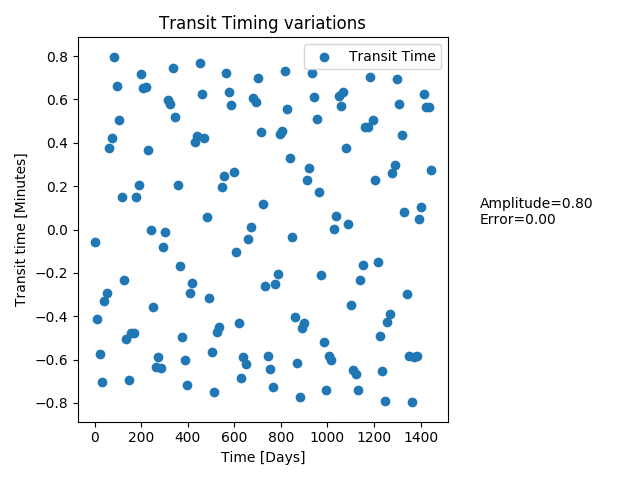 Transit Timing variations
Transit Time
0.8
0.6
0.4
0.2
0.0
−0.2
−0.4
−0.6
−0.8
Transit time [Minutes]
0
200
400
600
800
1000
1200
1400
Time [Days]
Amplitude=0.80
Error=0.00